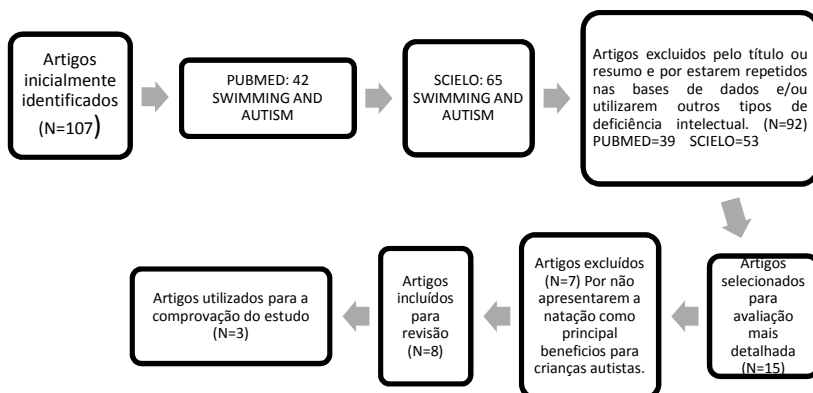 Artigos
inicialmente
identificados
(N=107)
PUBMED: 42
SWIMMING AND
AUTISM
SCIELO: 65
SWIMMING AND
AUTISM
Artigos excluidos pelo título ou
resumo e por estarem repetidos
nas bases de dados e/ou
utilizarem outros tipos de
deficiência intelectual. (N=92)
PUBMED=39 SCIELO=53
Artigos
selecionados
para
avaliação
mais
detalhada
(N=15)
Artigos excluídos
(N=7) Por não
apresentarem a
natação como
principal
beneficios para
crianças autistas.
Artigos
incluídos
para
revisão
(N=8)
Artigos utilizados para a
comprovação do estudo
(N=3)